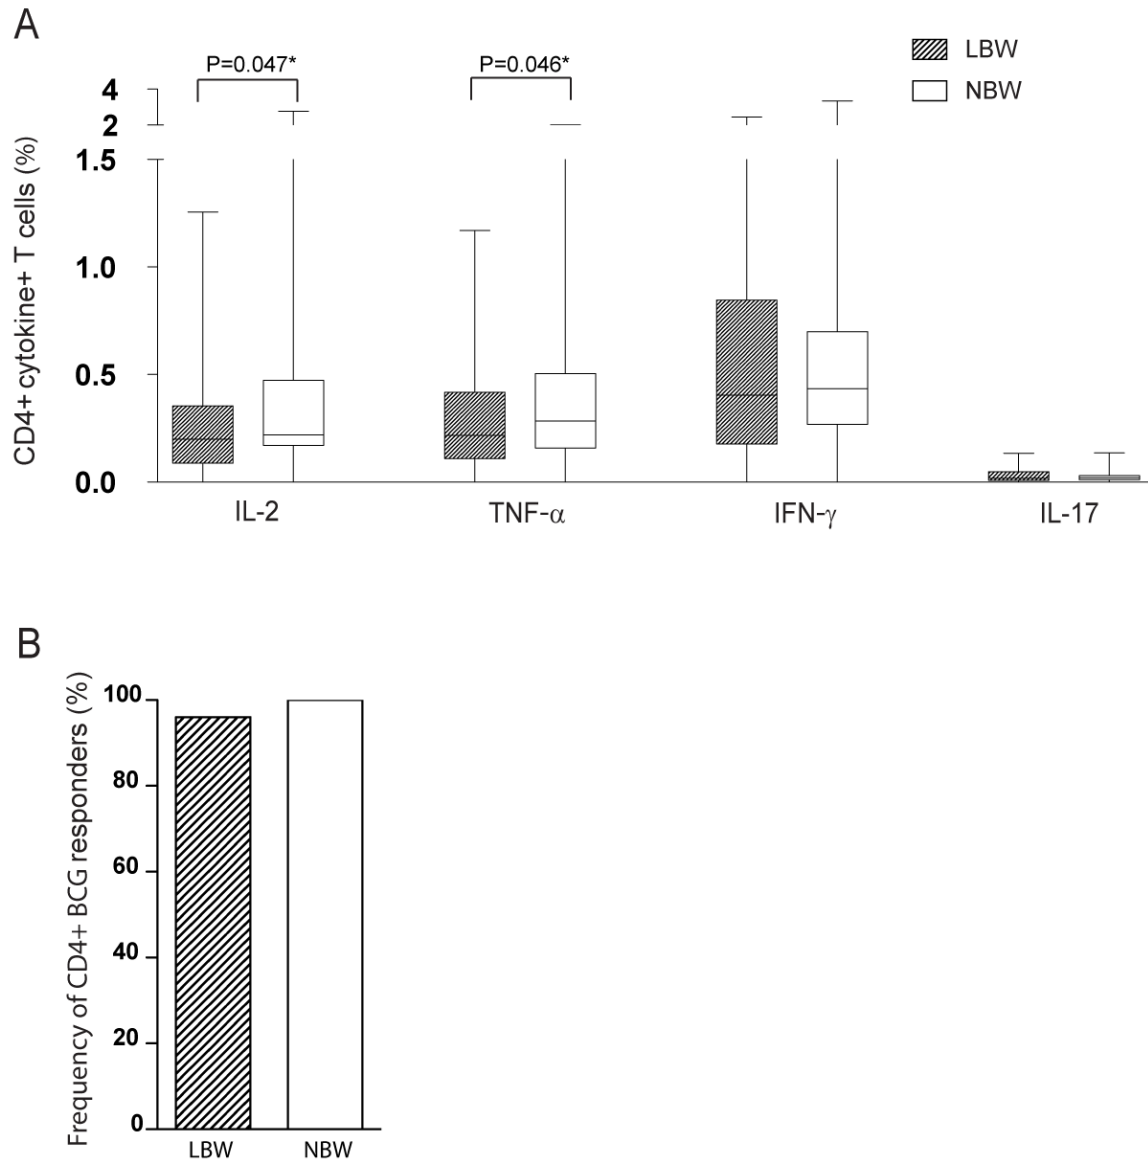 A
P=0.047*
P=0.046*
LBW
NBW
4
2
1.5
1.0
0.5
0.0
CD4+ cytokine+ T cells (%)
IL-2 TNF-α IFN-γ IL-17
B
100
80
60
40
20
0
Frequency of CD4+ BCG responders (%)
LBW NBW